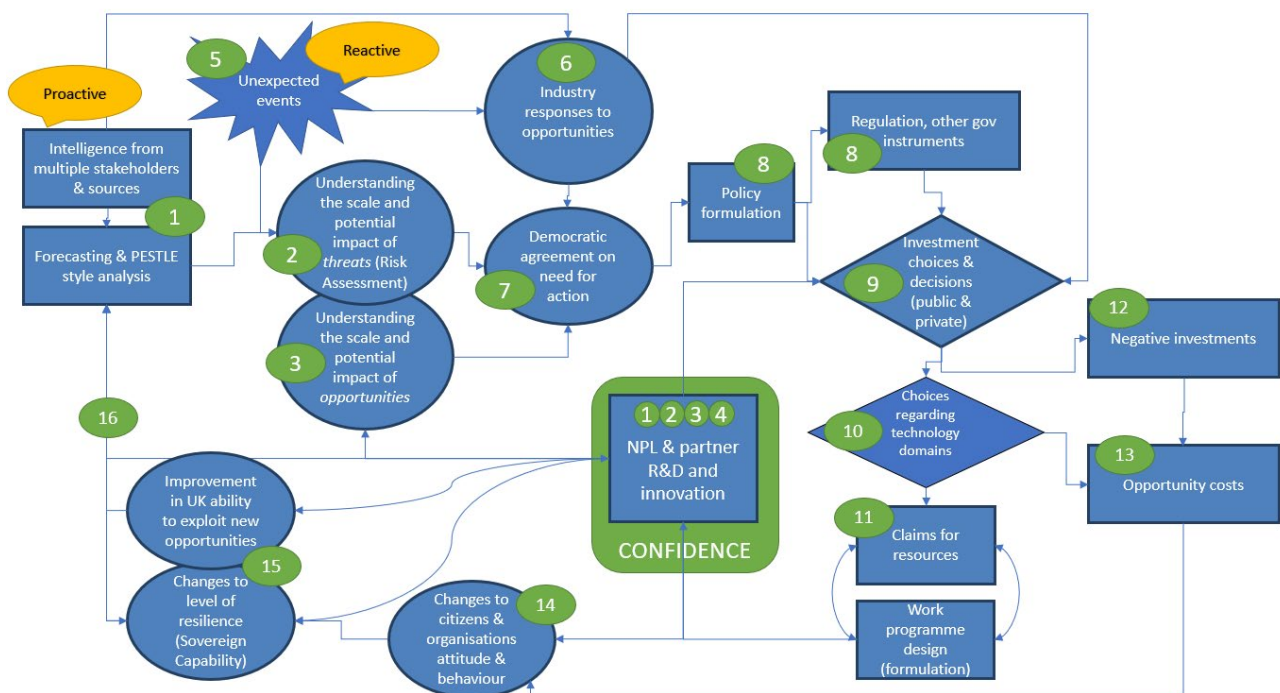 Proactive
5
Unexpected
events
Reactive
6
Industry
responses to
opportunities
Intelligence from
multiple stakeholders
& sources
1
Forecasting & PESTLE
style analysis
Understanding
the scale and
potential
impact of
threats (Risk
Assessment)
2
Understanding
the scale and
potential
impact of
opportunities
3
Democratic
agreement on
need for
action
7
8
Policy
formulation
Regulation, other gov
instruments
8
Investment
choices &
decisions
(public &
private)
9
12
Negative investments
Choices
regarding
technology
domains
10
13
Opportunity costs
11
Claims for
resources
Work
programme
design
(formulation)
1 2 3 4
NPL & partner
R&D and
innovation
CONFIDENCE
16
Improvement
in UK ability
to exploit new
opportunities
15
Changes to
level of
resilience
(Sovereign
Capability)
14
Changes to
citizens &
organisations
attitude &
behaviour